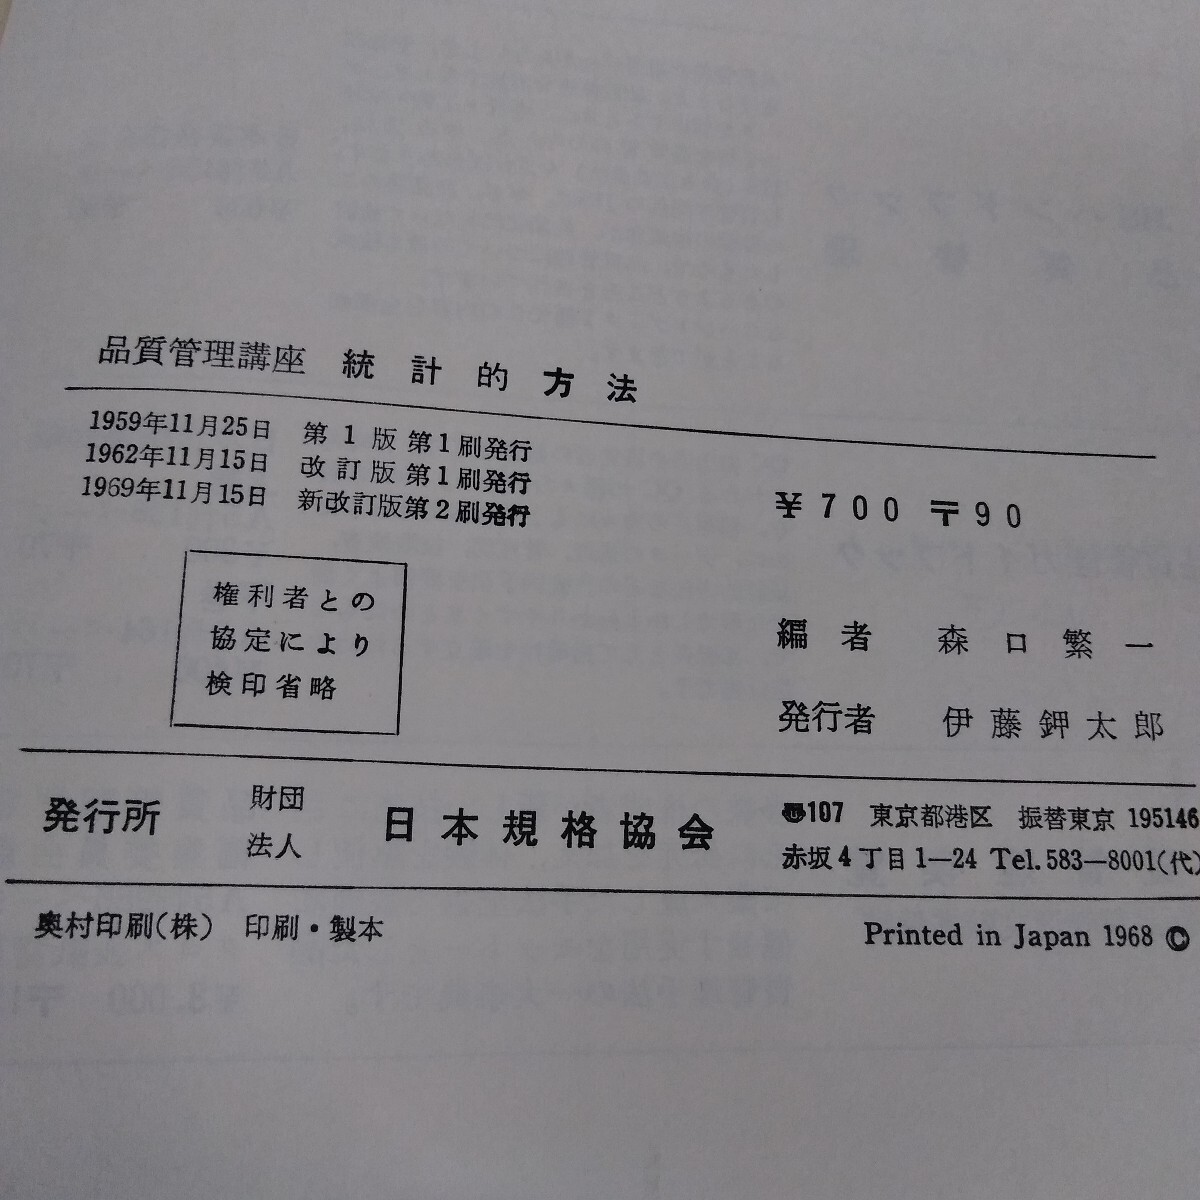 品質管理講座 統計的方法
1959年11月25日 第1版第1刷発行
1962年11月15日 改訂版第1刷発行
1969年11月15日 新改訂版第2刷発行
¥700 〒90
権利者との
協定により
検印省略
編者 森口繁一
発行者 伊藤鉀太郎
発行所 財団法人 日本規格協会
107 東京都港区 振替東京 195146
赤坂4丁目1—24 Tel.583—8001(代)
奥村印刷(株) 印刷・製本
Printed in Japan 1968 ©